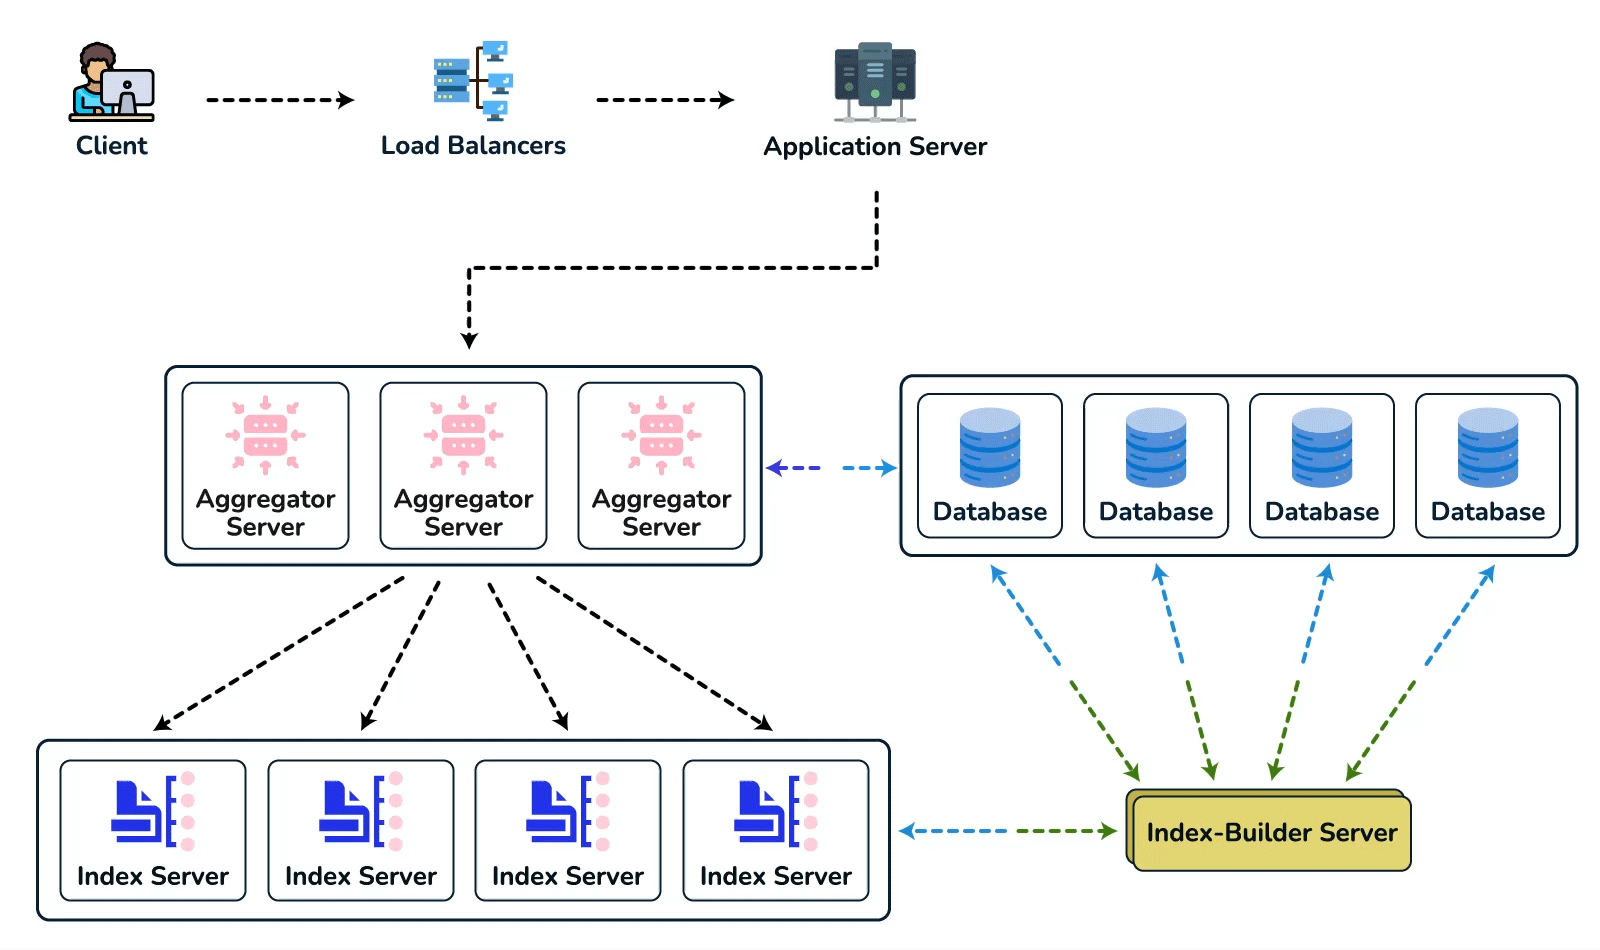 Client
Load Balancers
Application Server
Aggregator
Server
Aggregator
Server
Aggregator
Server
Database
Database
Database
Database
Index Server
Index Server
Index Server
Index Server
Index-Builder Server